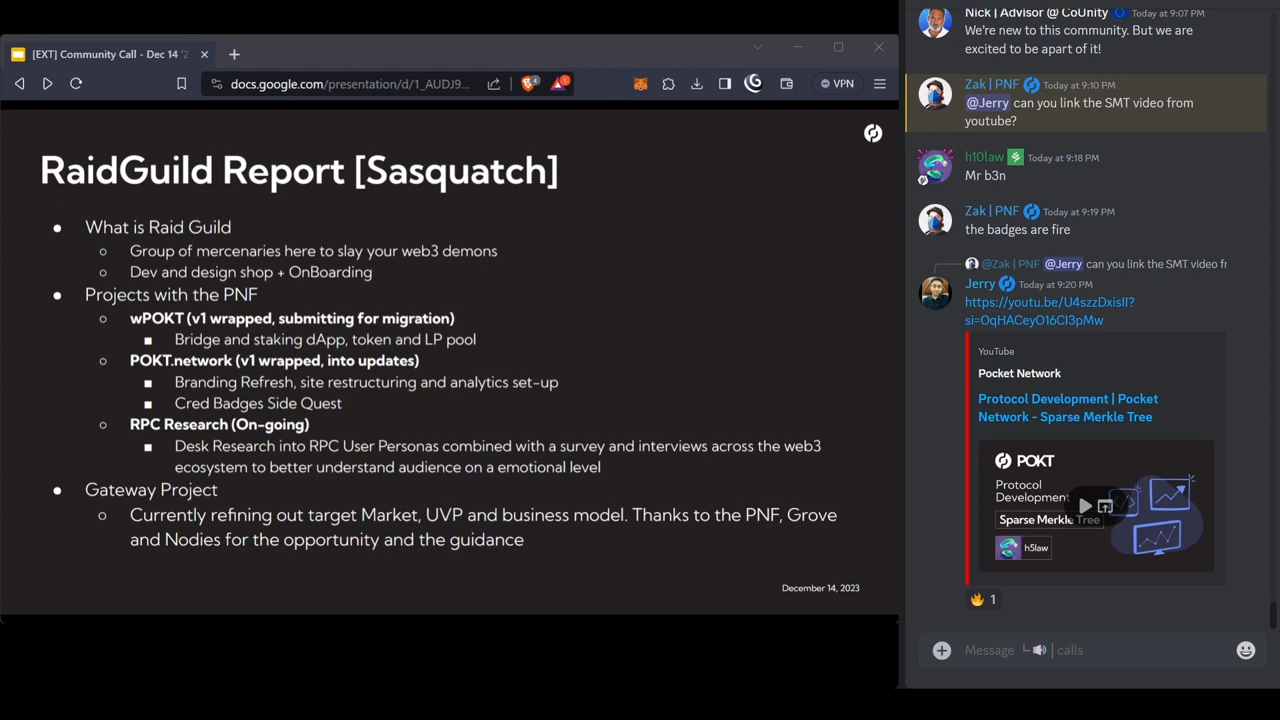 [EXT] Community Call - Dec 14 '2
docs.google.com/presentation/d/1_AUDJ9...
4
1
VPN
RaidGuild Report [Sasquatch]
What is Raid Guild
Group of mercenaries here to slay your web3 demons
Dev and design shop + OnBoarding
Projects with the PNF
wPOKT (v1 wrapped, submitting for migration)
Bridge and staking dApp, token and LP pool
POKT.network (v1 wrapped, into updates)
Branding Refresh, site restructuring and analytics set-up
Cred Badges Side Quest
RPC Research (On-going)
Desk Research into RPC User Personas combined with a survey and interviews across the web3
ecosystem to better understand audience on a emotional level
Gateway Project
Currently refining out target Market, UVP and business model. Thanks to the PNF, Grove
and Nodies for the opportunity and the guidance
December 14, 2023
Nick | Advisor @ CoUnity Today at 9:07 PM
We're new to this community. But we are
excited to be apart of it!
Zak | PNF Today at 9:10 PM
@Jerry can you link the SMT video from
youtube?
h10law Today at 9:18 PM
Mr b3n
Zak | PNF Today at 9:19 PM
the badges are fire
@Zak | PNF @Jerry can you link the SMT video fr
Jerry Today at 9:20 PM
https://youtu.be/U4szzDxisII?
si=OqHACeyO16CI3pMw
YouTube
Pocket Network
Protocol Development | Pocket
Network - Sparse Merkle Tree
POKT
Protocol
Development
Sparse Merkle Tree
h5law
🔥 1
Message calls